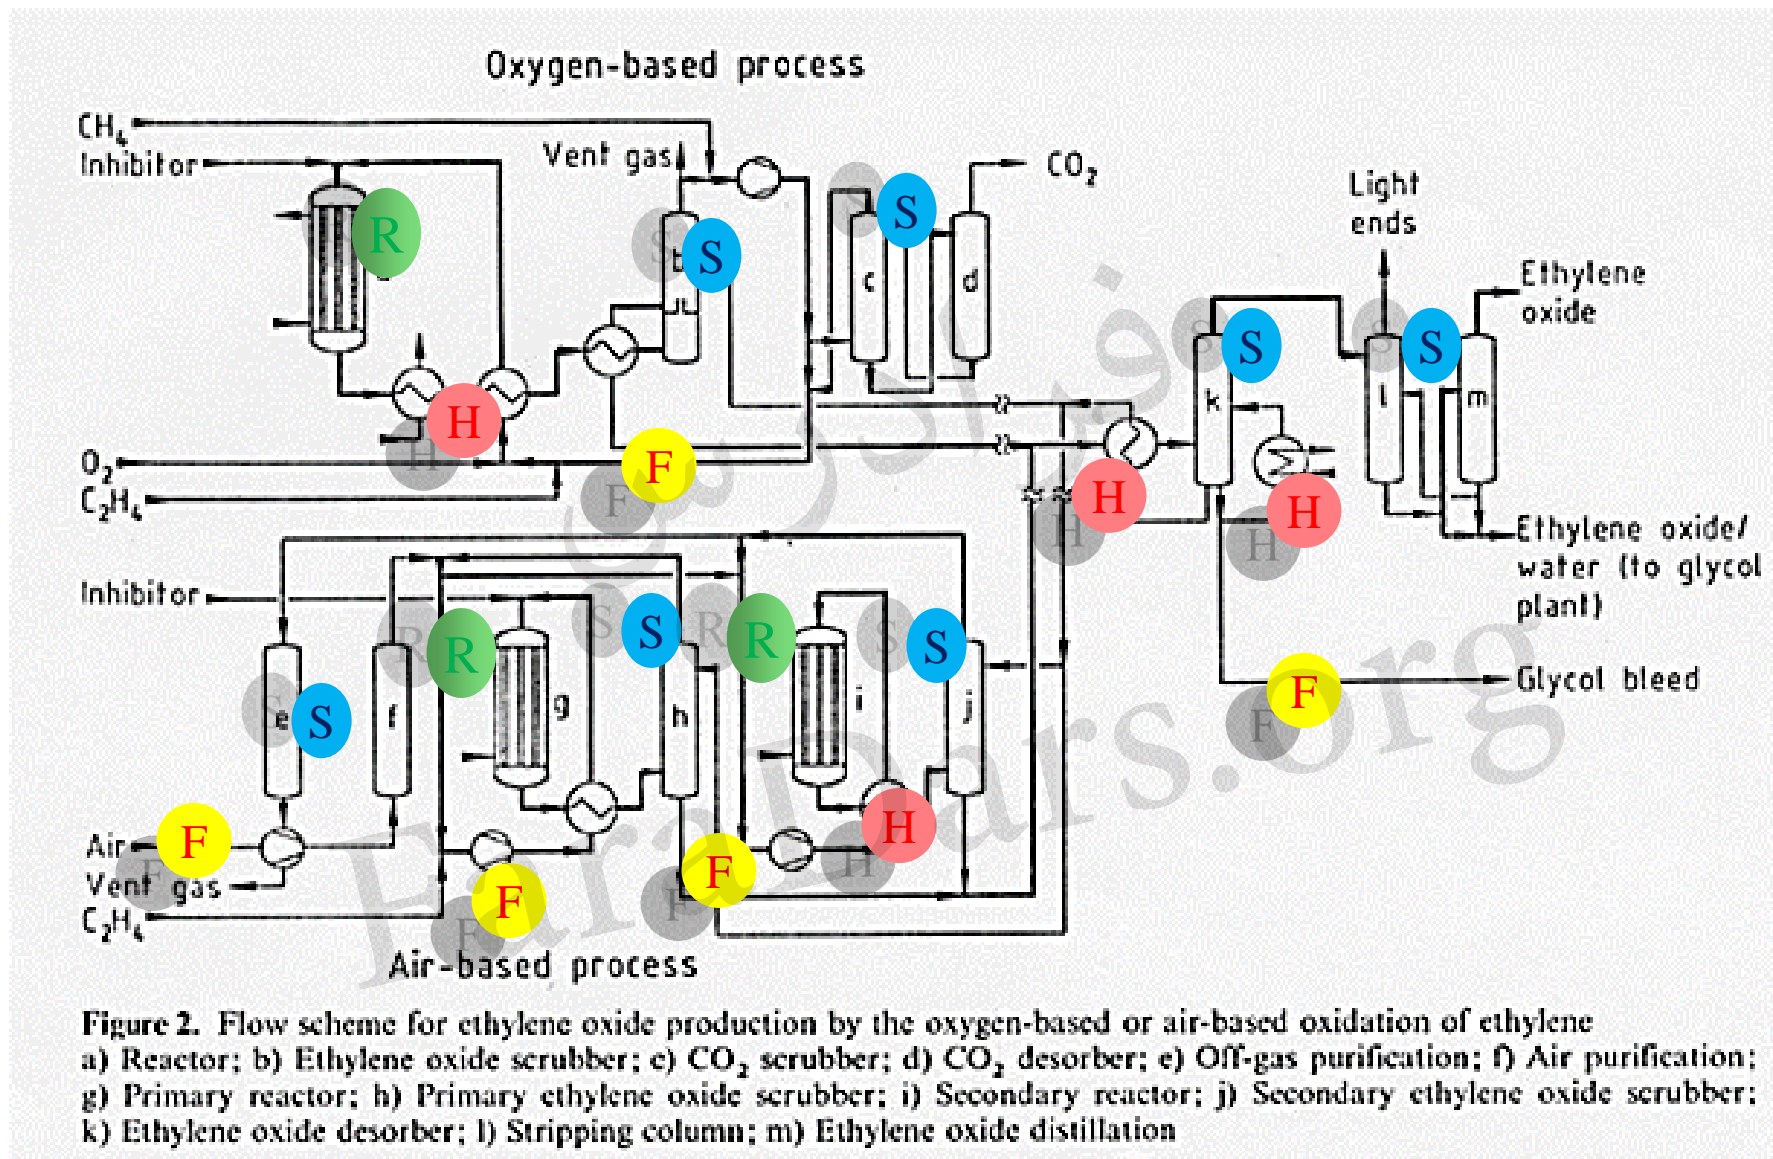 Oxygen-based process
CH₄
Inhibitor
Vent gas
CO₂
Light
ends
Ethylene
oxide
R
S
S
S
S
b
c
d
k
l
m
H
F
H
H
O₂
C₂H₄
Ethylene oxide/
water (to glycol
plant)
Inhibitor
R
S
R
S
S
e
f
g
h
i
j
Glycol bleed
F
F
H
Air
F
Vent gas
F
C₂H₄
Air-based process
فرادرس
FaraDars.org
Figure 2. Flow scheme for ethylene oxide production by the oxygen-based or air-based oxidation of ethylene
a) Reactor; b) Ethylene oxide scrubber; c) CO₂ scrubber; d) CO₂ desorber; e) Off-gas purification; f) Air purification;
g) Primary reactor; h) Primary ethylene oxide scrubber; i) Secondary reactor; j) Secondary ethylene oxide scrubber;
k) Ethylene oxide desorber; l) Stripping column; m) Ethylene oxide distillation